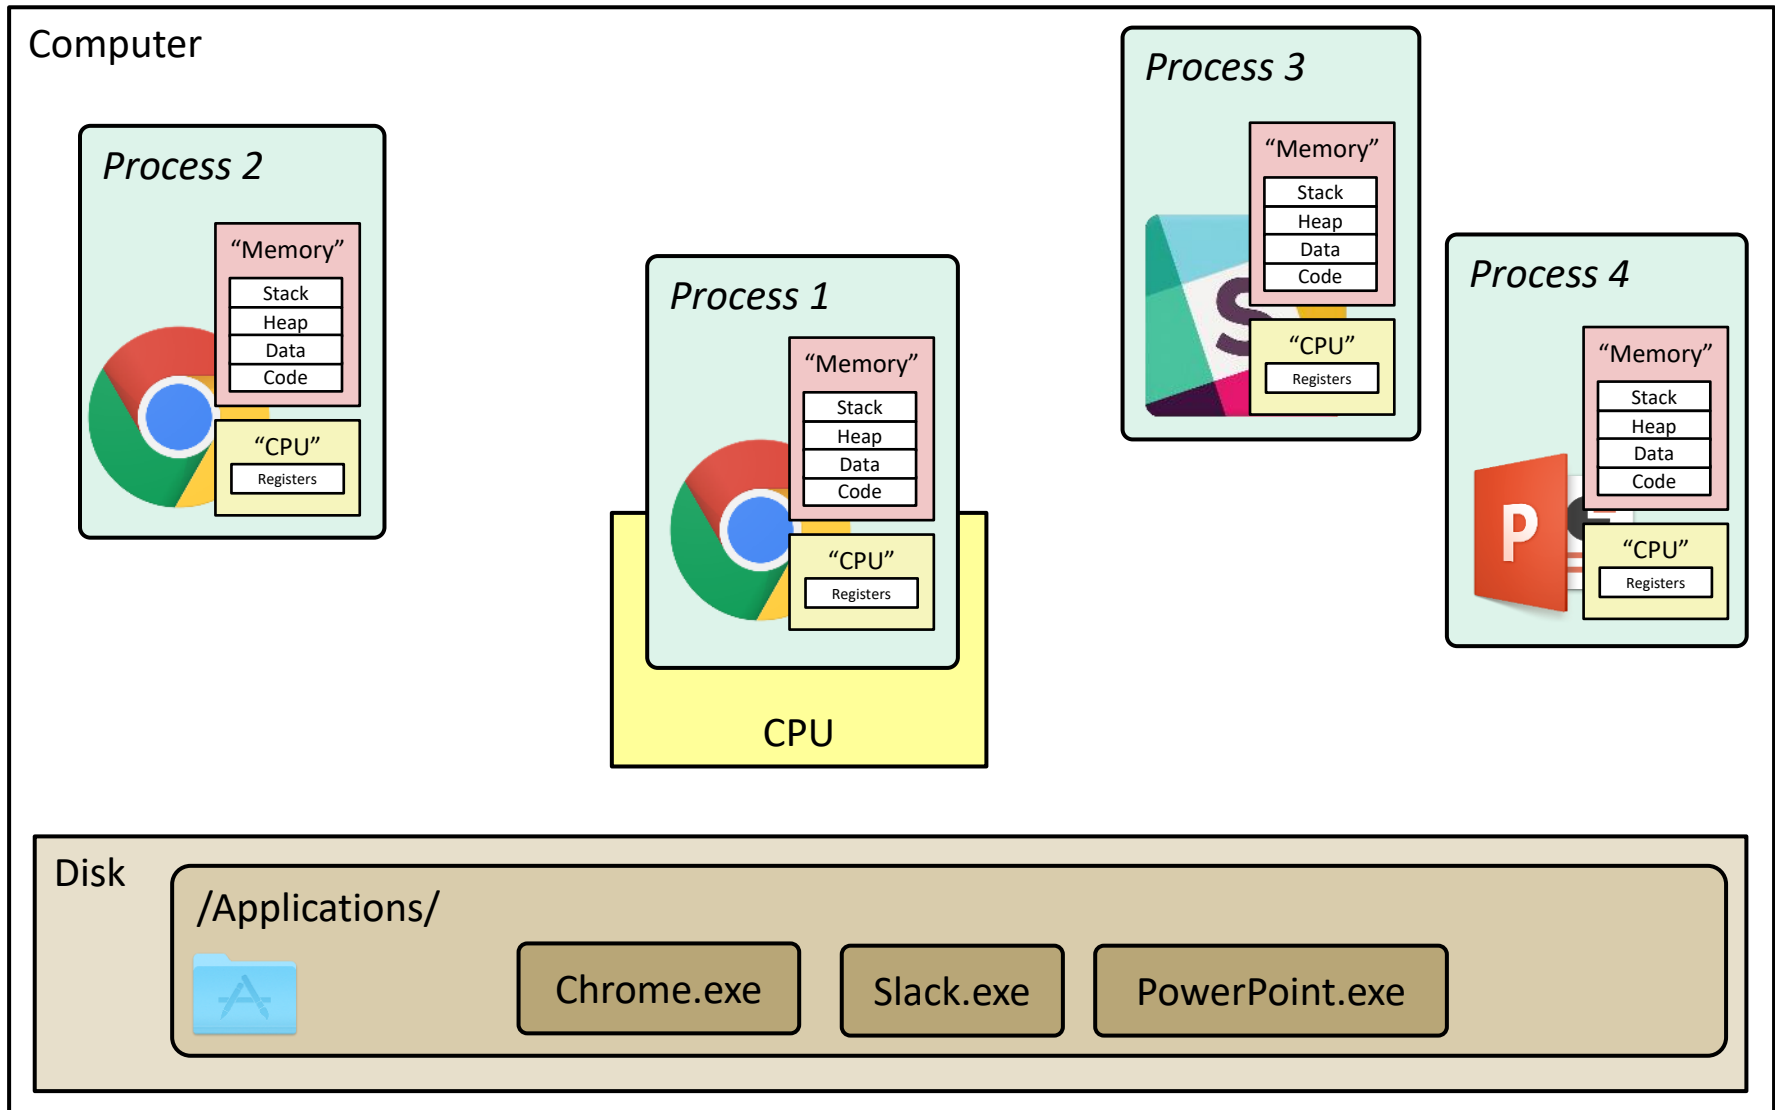 Computer
Process 2
“Memory”
Stack
Heap
Data
Code
“CPU”
Registers
Process 1
“Memory”
Stack
Heap
Data
Code
“CPU”
Registers
CPU
Process 3
“Memory”
Stack
Heap
Data
Code
“CPU”
Registers
S
Process 4
“Memory”
Stack
Heap
Data
Code
“CPU”
Registers
P
Disk
/Applications/
Chrome.exe
Slack.exe
PowerPoint.exe